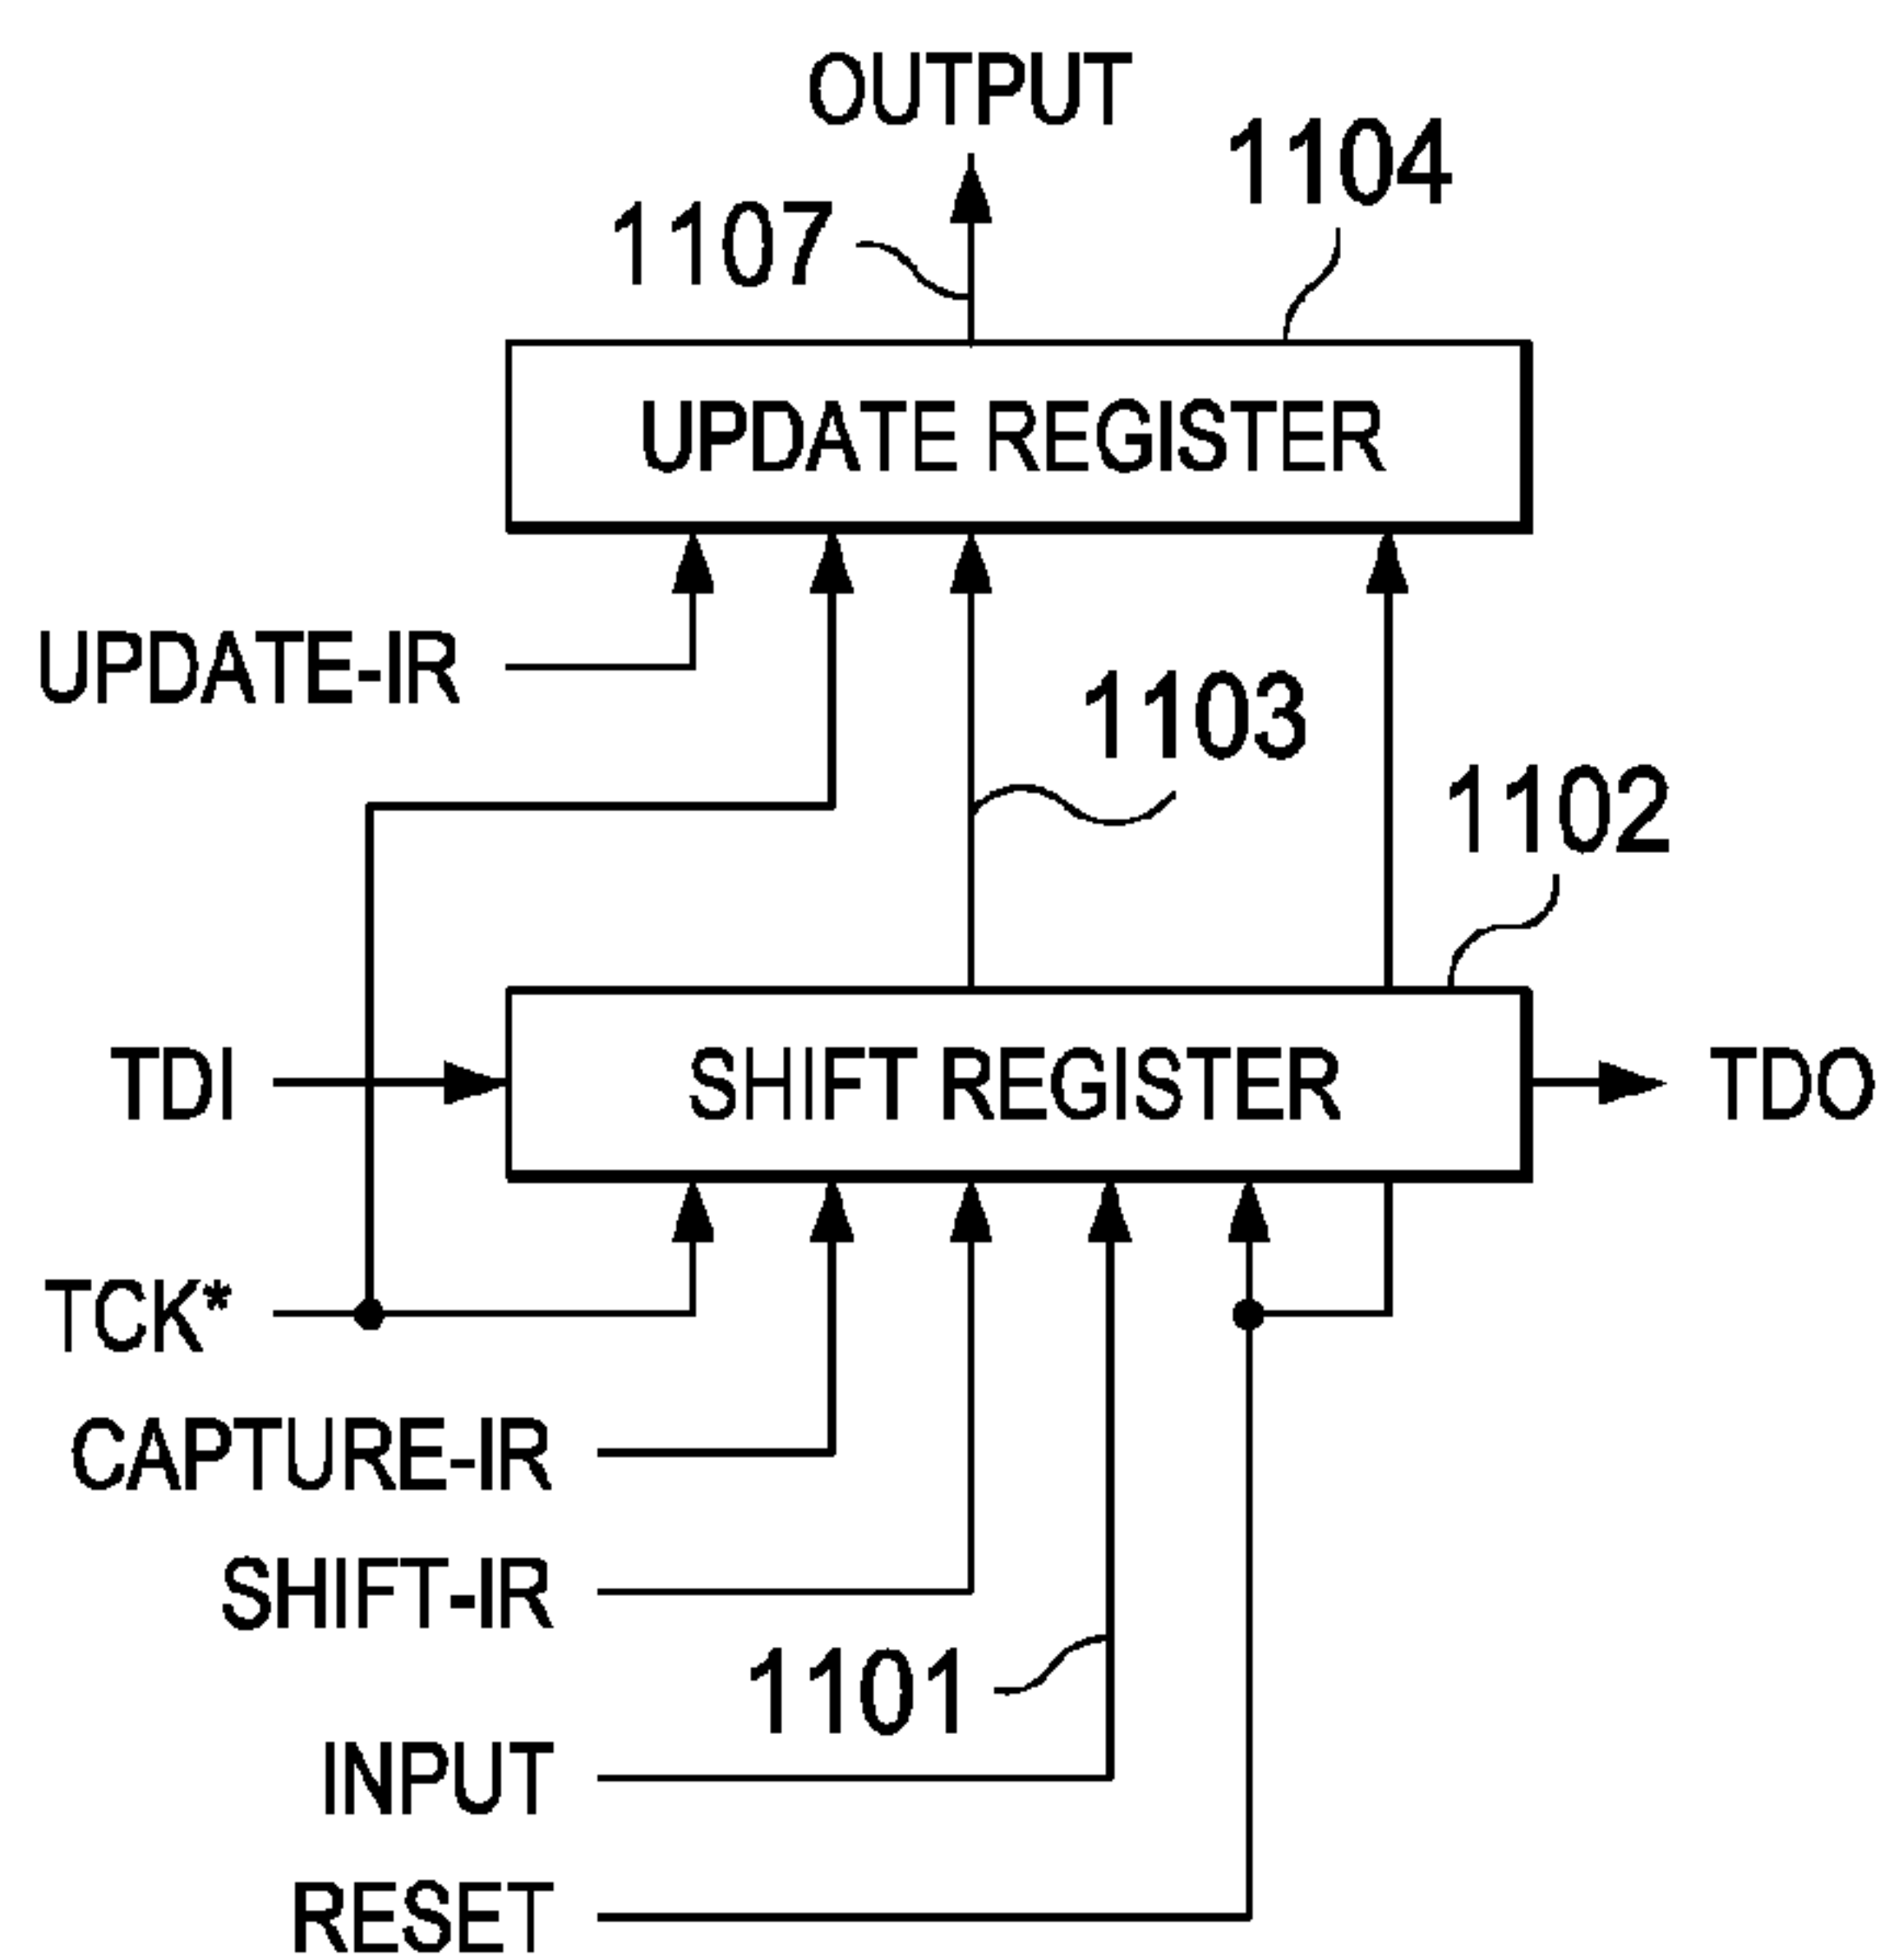 OUTPUT
1104
1107
UPDATE REGISTER
UPDATE-IR
1103
1102
TDI
SHIFT REGISTER
TDO
TCK*
CAPTURE-IR
SHIFT-IR
1101
INPUT
RESET